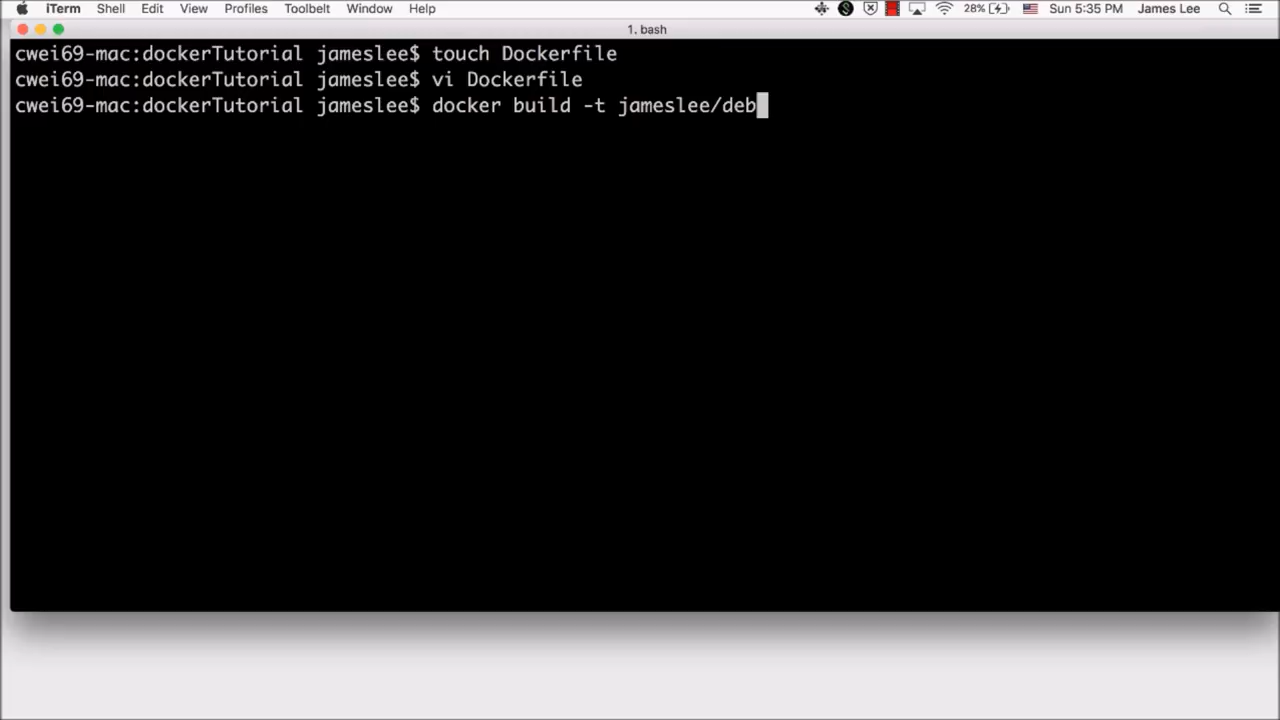 iTerm Shell Edit View Profiles Toolbelt Window Help 28% Sun 5:35 PM James Lee
1. bash
cwei69-mac:dockerTutorial jameslee$ touch Dockerfile
cwei69-mac:dockerTutorial jameslee$ vi Dockerfile
cwei69-mac:dockerTutorial jameslee$ docker build -t jameslee/deb